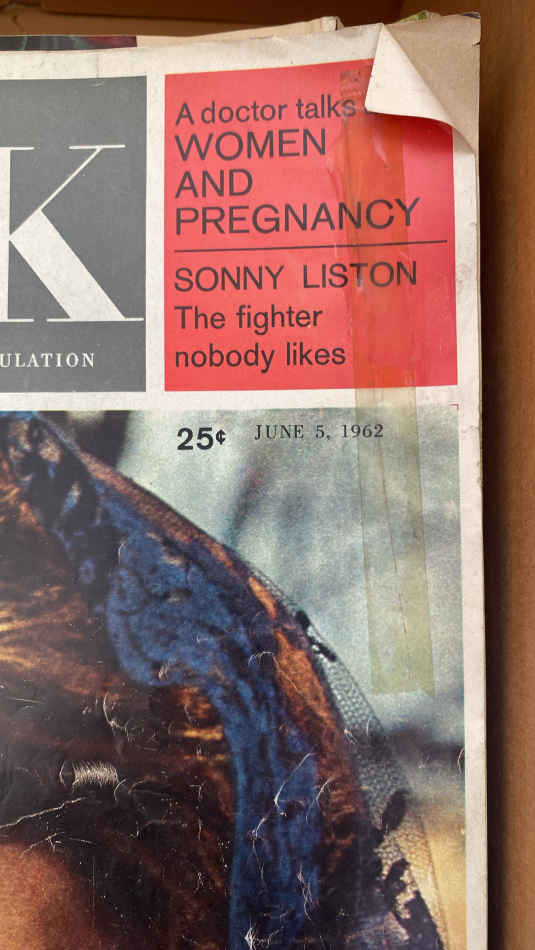 K
ULATION
A doctor talks
WOMEN
AND
PREGNANCY
SONNY LISTON
The fighter
nobody likes
25¢ JUNE 5, 1962